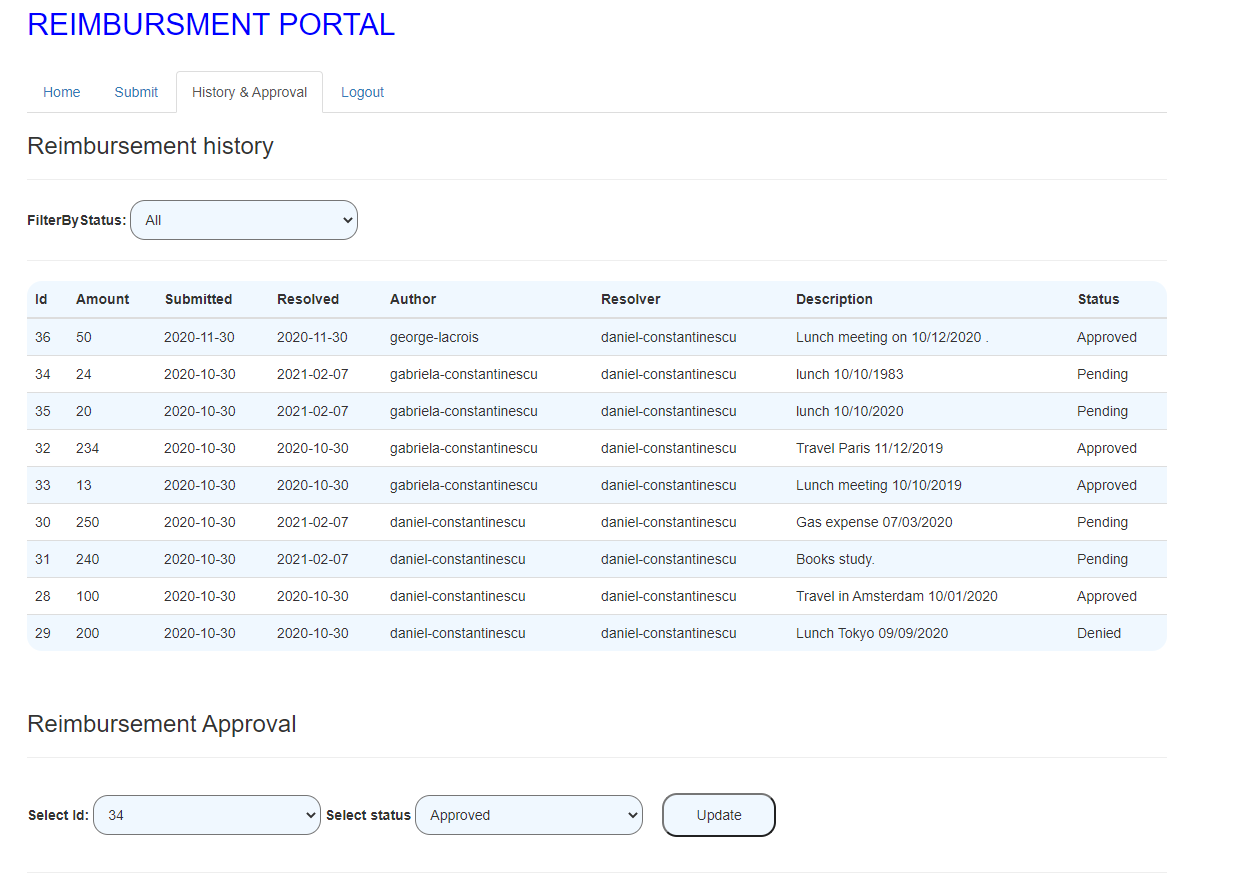 REIMBURSMENT PORTAL
Home Submit History & Approval Logout
Reimbursement history
FilterByStatus: All
Id Amount Submitted Resolved Author Resolver Description Status
36 50 2020-11-30 2020-11-30 george-lacrois daniel-constantinescu Lunch meeting on 10/12/2020 . Approved
34 24 2020-10-30 2021-02-07 gabriela-constantinescu daniel-constantinescu lunch 10/10/1983 Pending
35 20 2020-10-30 2021-02-07 gabriela-constantinescu daniel-constantinescu lunch 10/10/2020 Pending
32 234 2020-10-30 2020-10-30 gabriela-constantinescu daniel-constantinescu Travel Paris 11/12/2019 Approved
33 13 2020-10-30 2020-10-30 gabriela-constantinescu daniel-constantinescu Lunch meeting 10/10/2019 Approved
30 250 2020-10-30 2021-02-07 daniel-constantinescu daniel-constantinescu Gas expense 07/03/2020 Pending
31 240 2020-10-30 2021-02-07 daniel-constantinescu daniel-constantinescu Books study. Pending
28 100 2020-10-30 2020-10-30 daniel-constantinescu daniel-constantinescu Travel in Amsterdam 10/01/2020 Approved
29 200 2020-10-30 2020-10-30 daniel-constantinescu daniel-constantinescu Lunch Tokyo 09/09/2020 Denied
Reimbursement Approval
Select Id: 34 Select status Approved Update